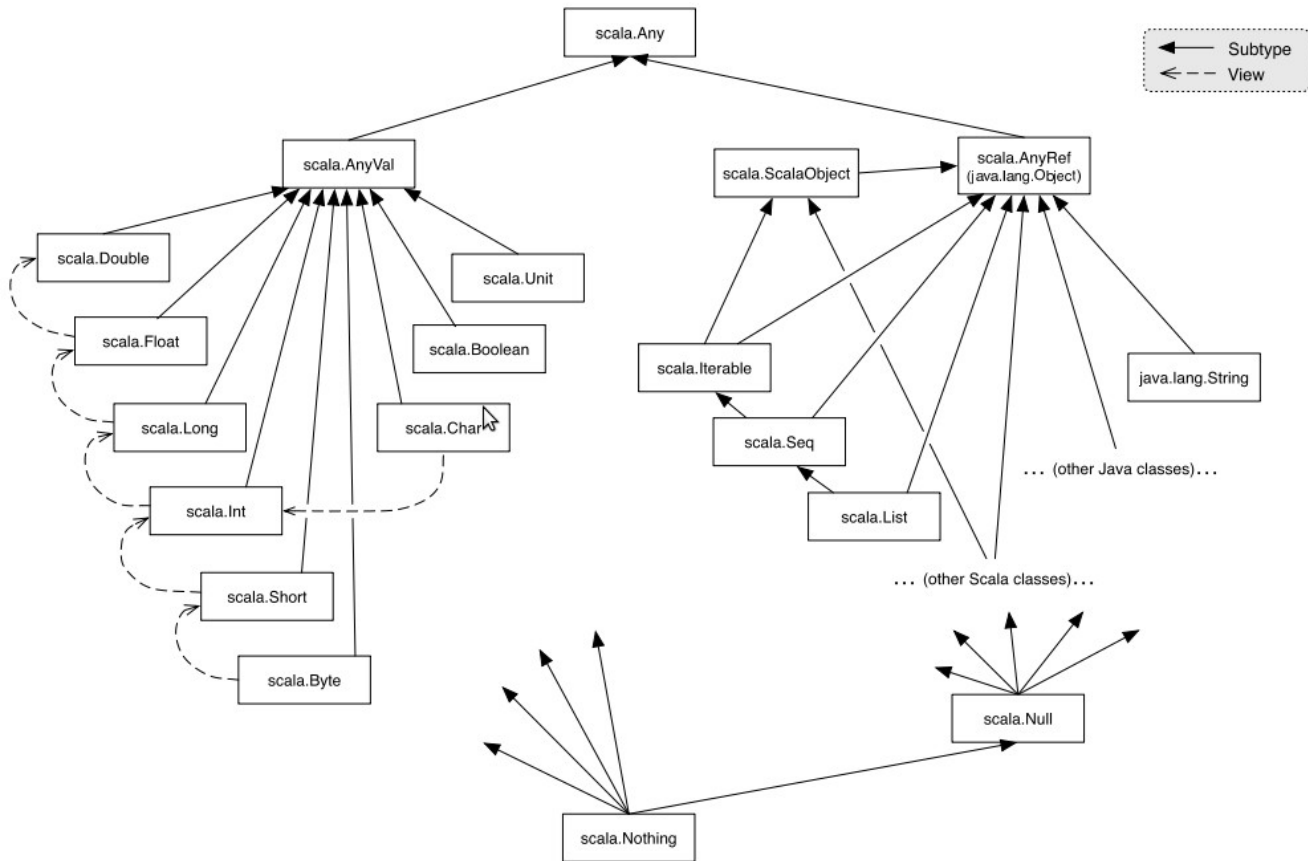 scala.Any
Subtype
View
scala.AnyVal
scala.ScalaObject
scala.AnyRef
(java.lang.Object)
scala.Double
scala.Unit
scala.Float
scala.Boolean
scala.Iterable
java.lang.String
scala.Long
scala.Char
scala.Seq
... (other Java classes)...
scala.Int
scala.List
... (other Scala classes)...
scala.Short
scala.Byte
scala.Null
scala.Nothing